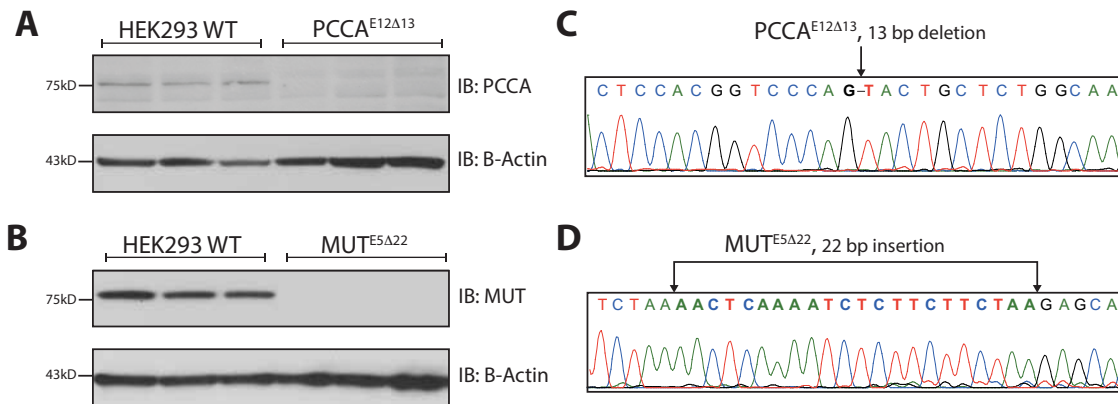 A
HEK293 WT PCCA^E12Δ13
75kD IB: PCCA
43kD IB: B-Actin
B
HEK293 WT MUT^E5Δ22
75kD IB: MUT
43kD IB: B-Actin
C
PCCA^E12Δ13, 13 bp deletion
C T C C A C G G T C C C A G-T A C T G C T C T G G C A A
D
MUT^E5Δ22, 22 bp insertion
T C T A A A A C T C A A A A T C T C T T C T T C T A A G A G C A